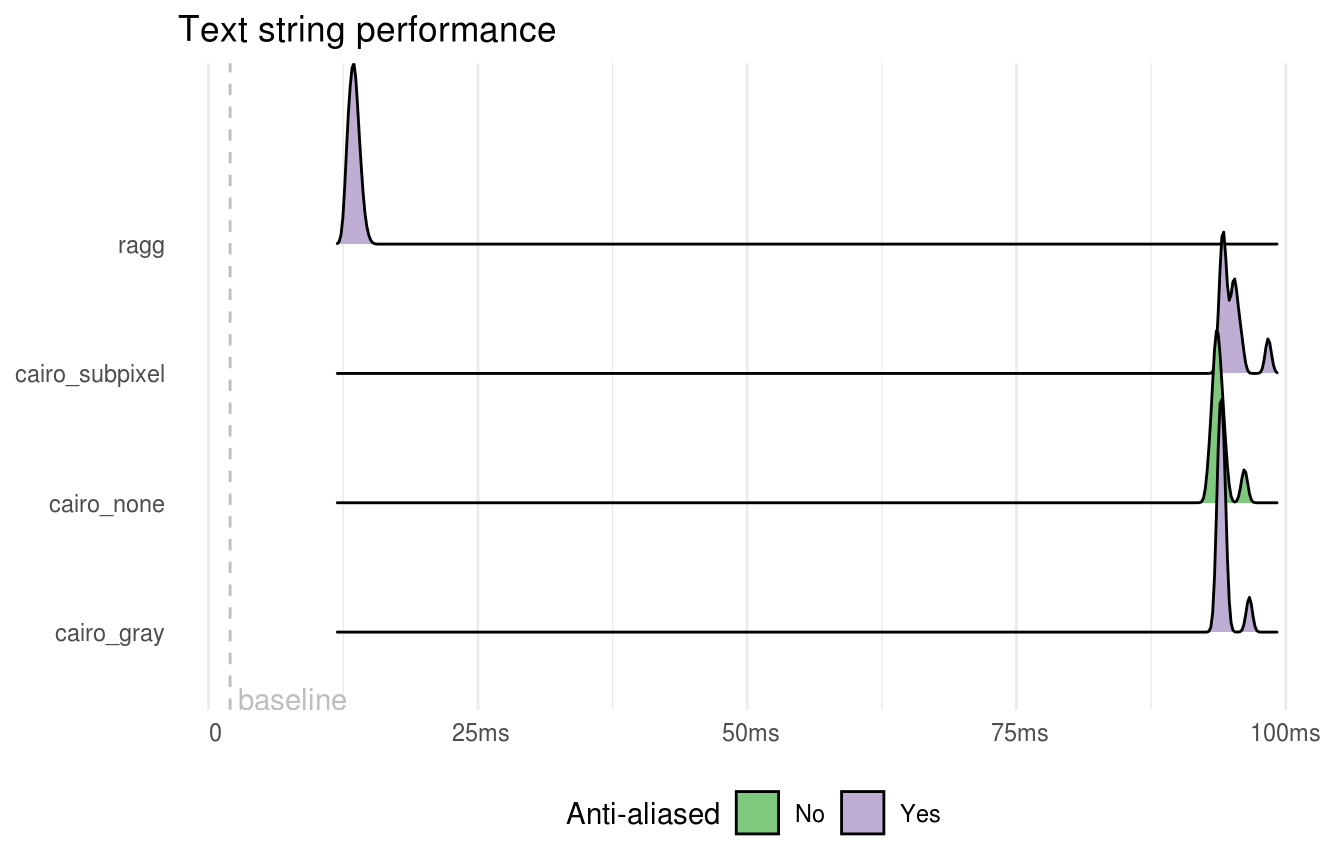 Text string performance
ragg
cairo_subpixel
cairo_none
cairo_gray
baseline
0 25ms 50ms 75ms 100ms
Anti-aliased No Yes